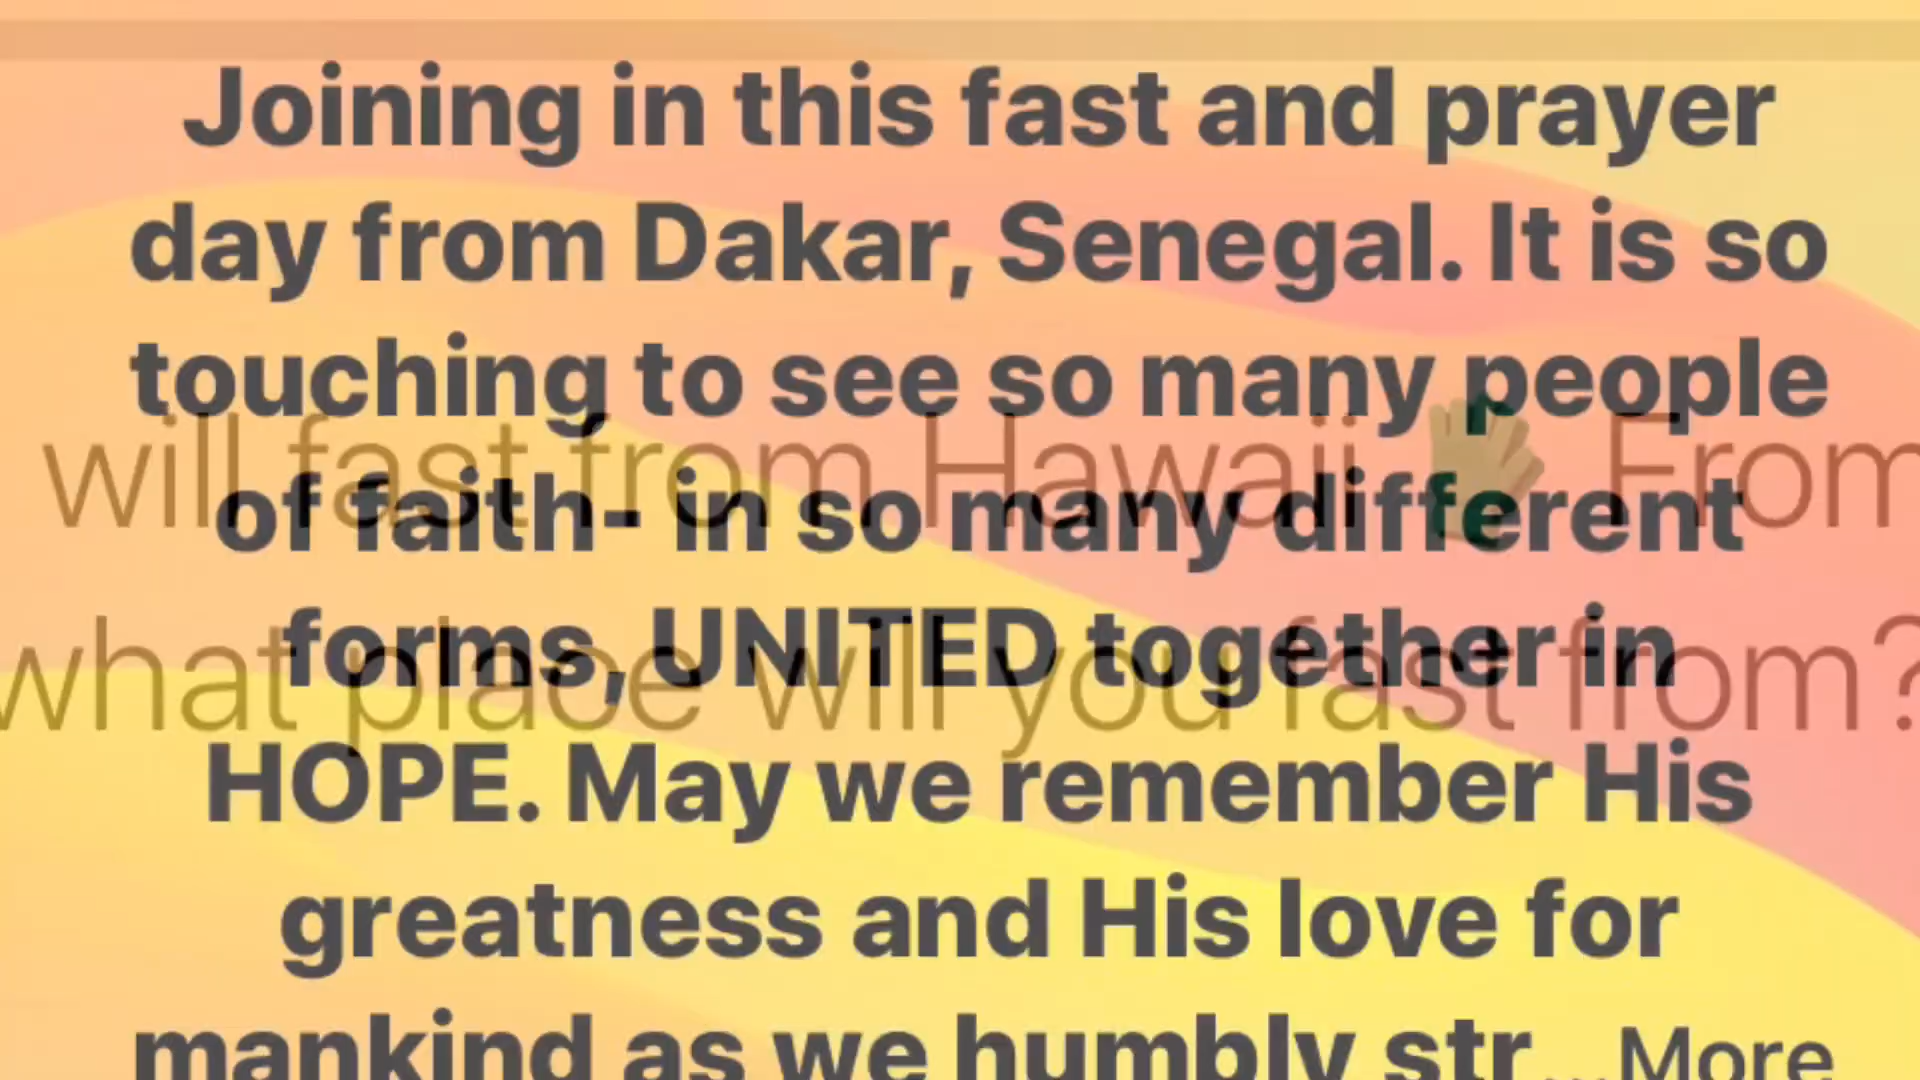 Joining in this fast and prayer
day from Dakar, Senegal. It is so
touching to see so many people
of faith- in so many different
forms, UNITED together in
HOPE. May we remember His
greatness and His love for
mankind as we humbly str... More
will fast from Hawaii 🤚 From
what place will you fast from?